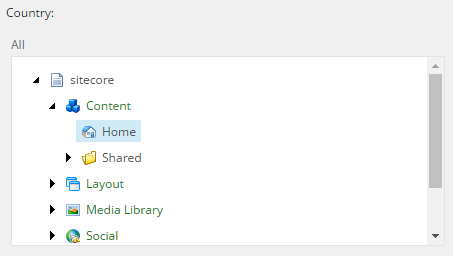 Country:
All
sitecore
Content
Home
Shared
Layout
Media Library
Social